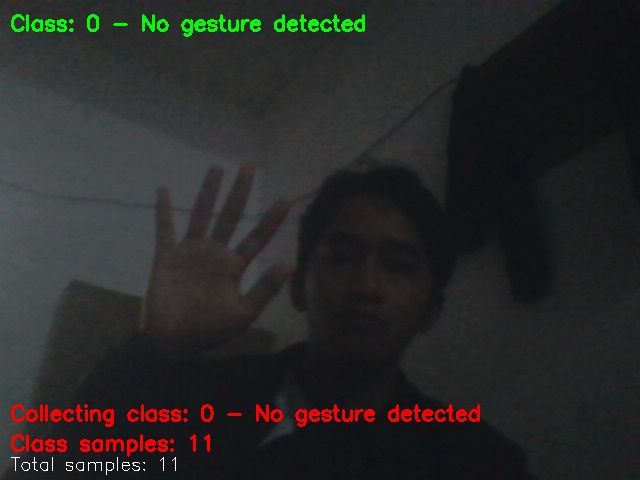 Class: 0 - No gesture detected
Collecting class: 0 - No gesture detected
Class samples: 11
Total samples: 11